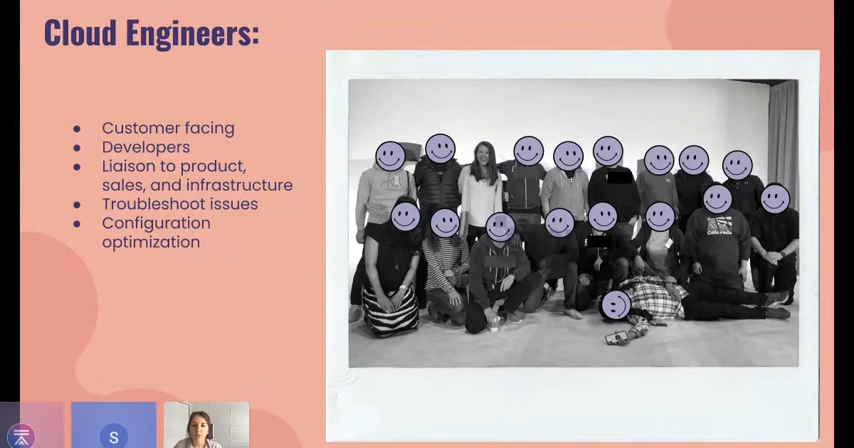 Cloud Engineers:
● Customer facing
● Developers
● Liaison to product,
sales, and infrastructure
● Troubleshoot issues
● Configuration
optimization
S